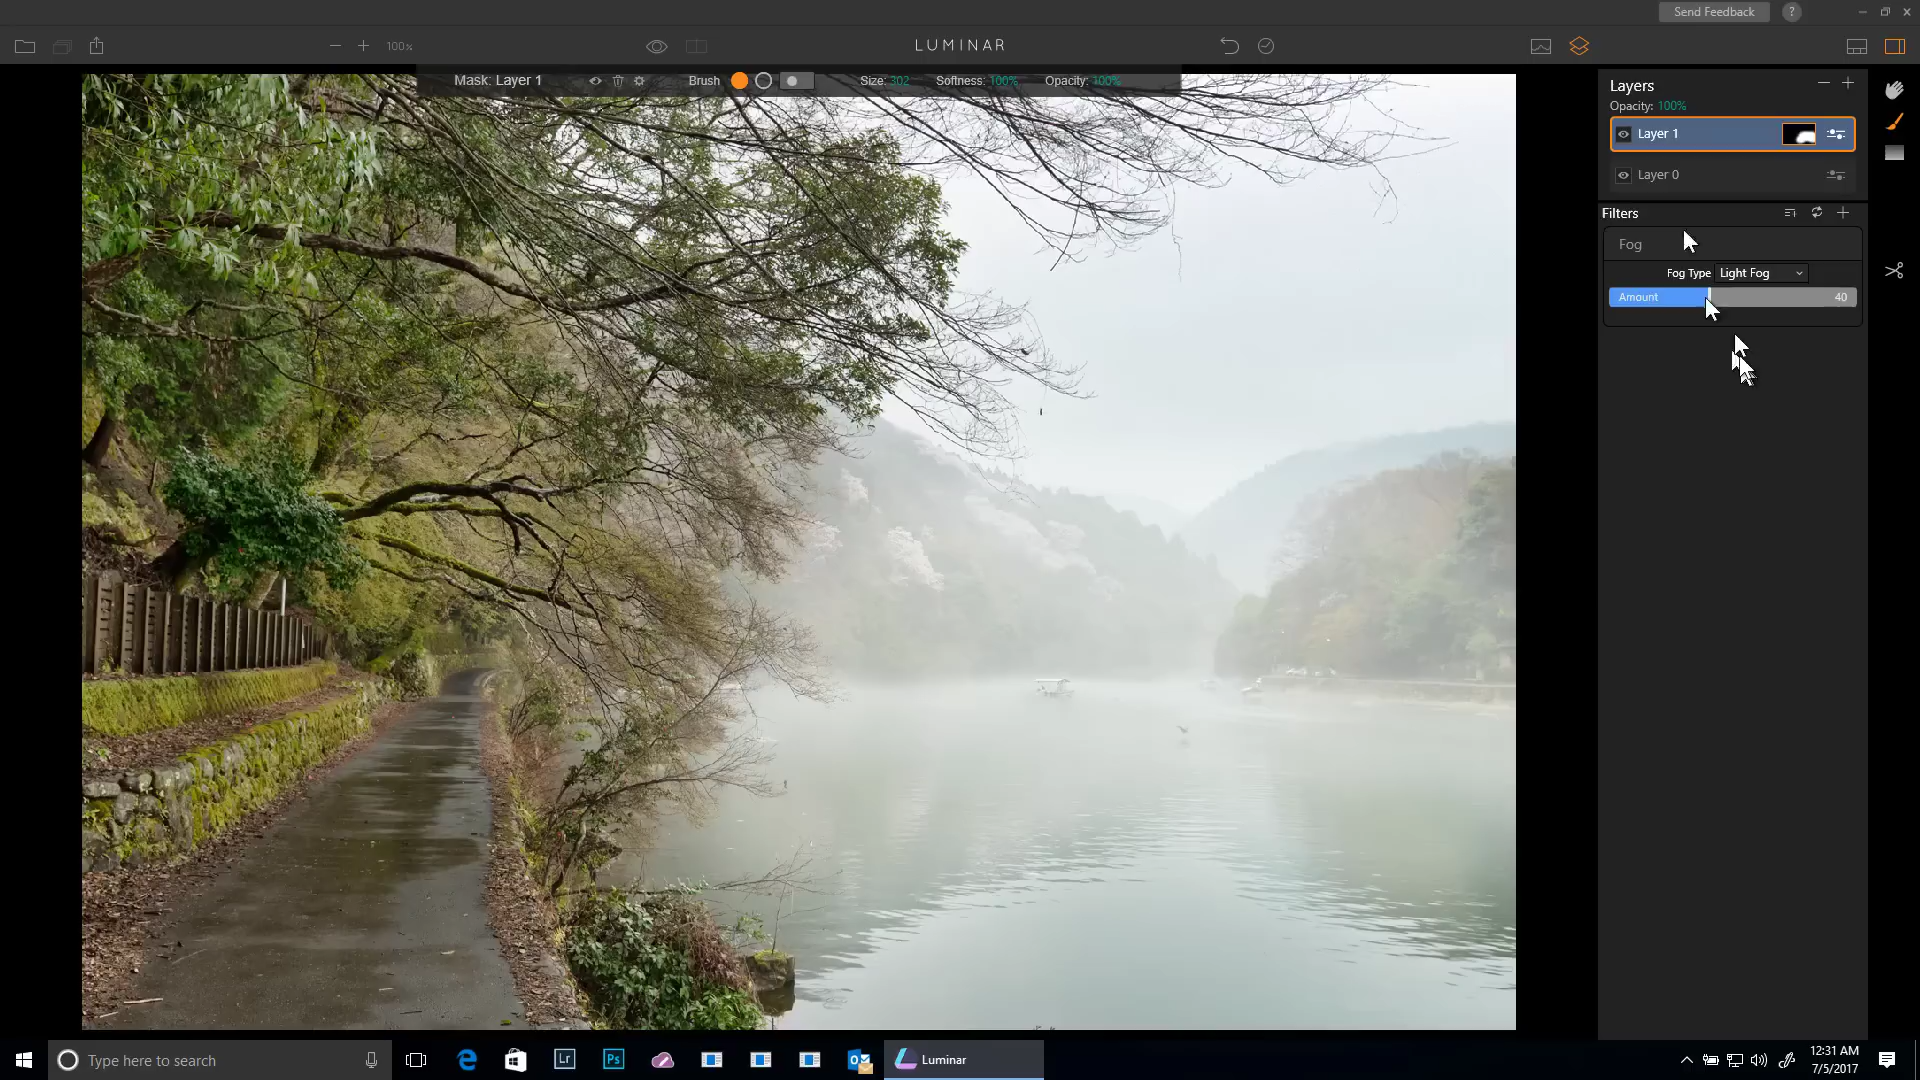 Send Feedback ?
100%
LUMINAR
Mask: Layer 1
Brush
Size: 302
Softness: 100%
Opacity: 100%
Layers
Opacity: 100%
Layer 1
Layer 0
Filters
Fog
Fog Type Light Fog
Amount 40
Type here to search
Lr
Ps
Luminar
12:31 AM
7/5/2017